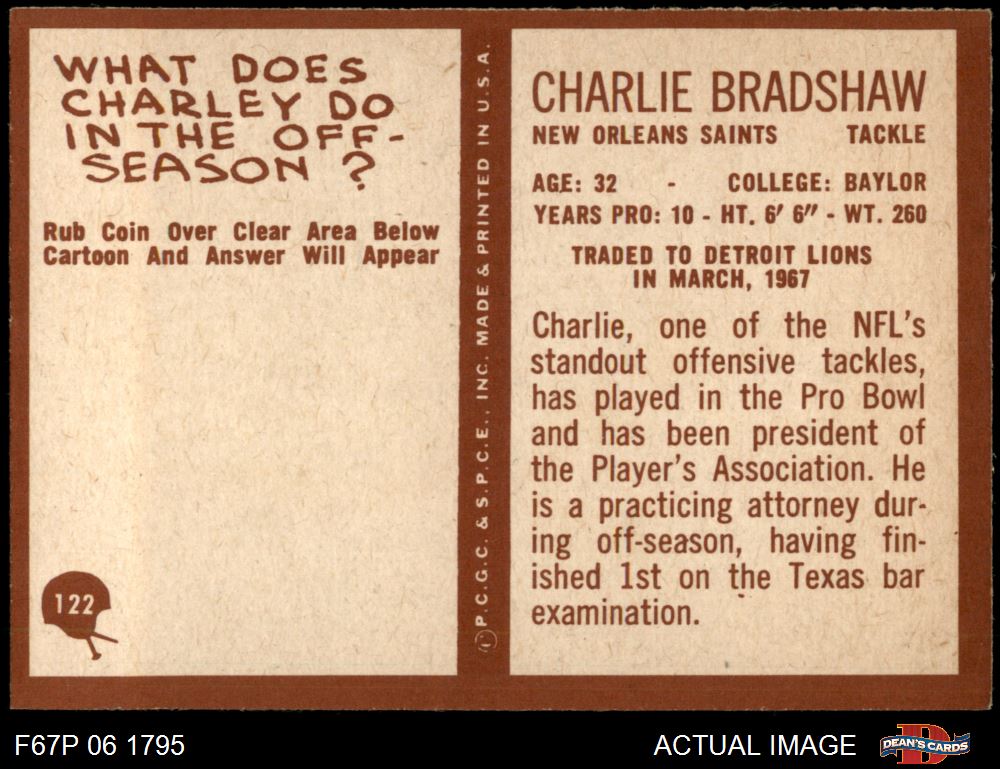 WHAT DOES
CHARLEY DO
IN THE OFF-
SEASON ?
Rub Coin Over Clear Area Below
Cartoon And Answer Will Appear
122
©P.C.G.C. & S.P.C.E., INC. MADE & PRINTED IN U.S.A.
CHARLIE BRADSHAW
NEW ORLEANS SAINTS TACKLE
AGE: 32 - COLLEGE: BAYLOR
YEARS PRO: 10 - HT. 6' 6" - WT. 260
TRADED TO DETROIT LIONS
IN MARCH, 1967
Charlie, one of the NFL's
standout offensive tackles,
has played in the Pro Bowl
and has been president of
the Player's Association. He
is a practicing attorney dur-
ing off-season, having fin-
ished 1st on the Texas bar
examination.
F67P 06 1795
ACTUAL IMAGE
DEAN'S CARDS